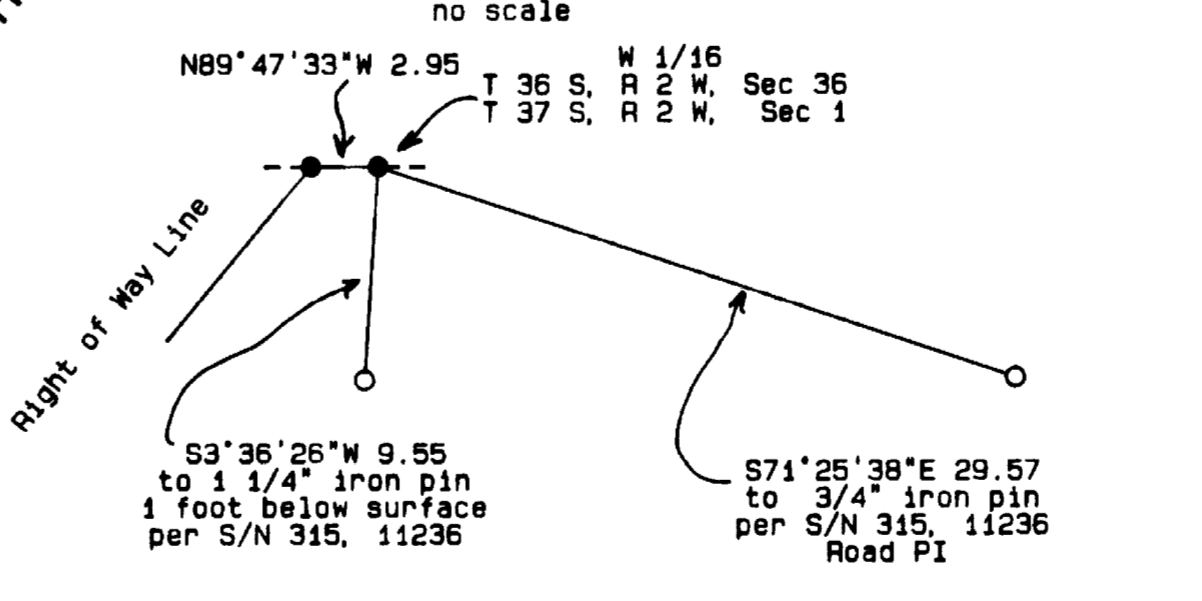 no scale
N89°47'33"W 2.95
W 1/16
T 36 S, R 2 W, Sec 36
T 37 S, R 2 W, Sec 1
Right of Way Line
S3°36'26"W 9.55
to 1 1/4" iron pin
1 foot below surface
per S/N 315, 11236
S71°25'38"E 29.57
to 3/4" iron pin
per S/N 315, 11236
Road PI